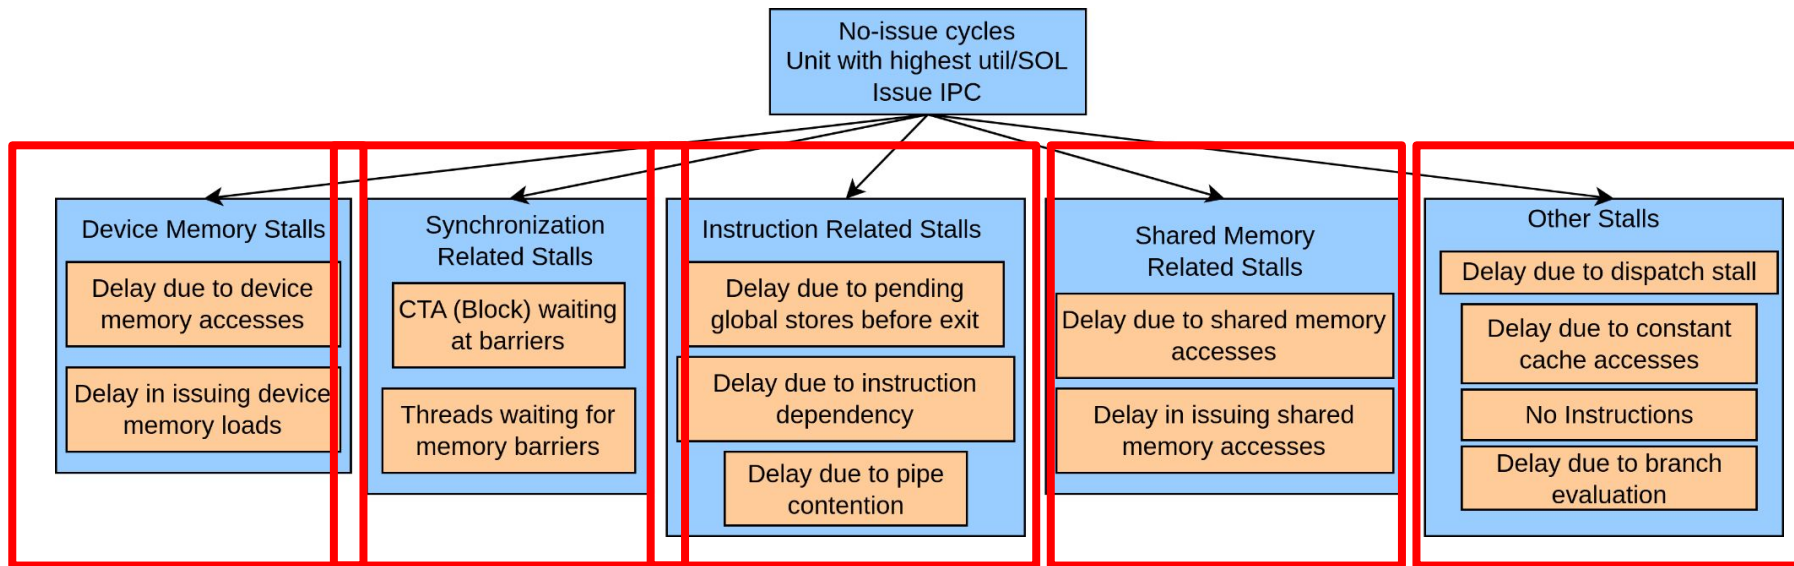 No-issue cycles
Unit with highest util/SOL
Issue IPC
Device Memory Stalls
Delay due to device
memory accesses
Delay in issuing device
memory loads
Synchronization
Related Stalls
CTA (Block) waiting
at barriers
Threads waiting for
memory barriers
Instruction Related Stalls
Delay due to pending
global stores before exit
Delay due to instruction
dependency
Delay due to pipe
contention
Shared Memory
Related Stalls
Delay due to shared memory
accesses
Delay in issuing shared
memory accesses
Other Stalls
Delay due to dispatch stall
Delay due to constant
cache accesses
No Instructions
Delay due to branch
evaluation